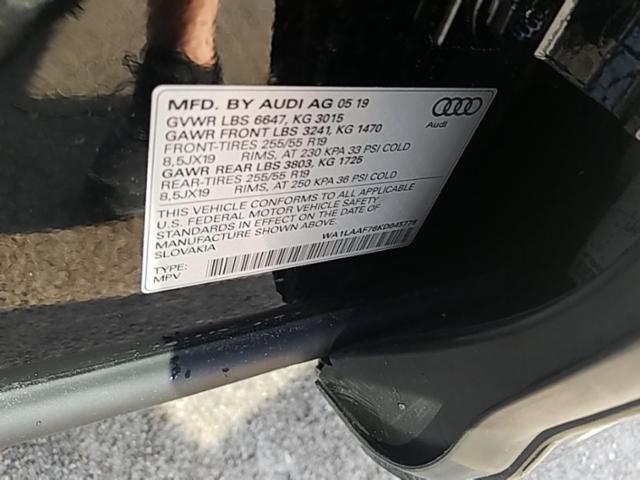 MFD. BY AUDI AG 05 19
GVWR LBS 6647, KG 3015
GAWR FRONT LBS 3241, KG 1470
FRONT-TIRES 255/55 R19
8,5JX19 RIMS, AT 230 KPA 33 PSI COLD
GAWR REAR LBS 3803, KG 1725
REAR-TIRES 255/55 R19
8,5JX19 RIMS, AT 250 KPA 36 PSI COLD
THIS VEHICLE CONFORMS TO ALL APPLICABLE
U.S. FEDERAL MOTOR VEHICLE SAFETY
STANDARDS IN EFFECT ON THE DATE OF
MANUFACTURE SHOWN ABOVE.
SLOVAKIA
TYPE:
MPV
Audi